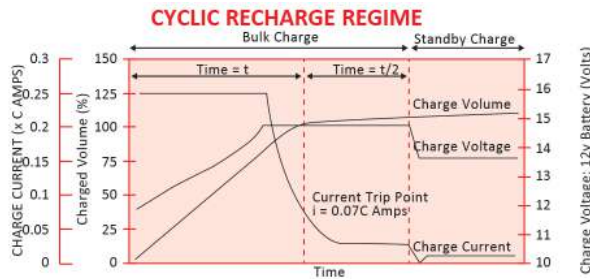 CYCLIC RECHARGE REGIME
Bulk Charge
Standby Charge
Time = t
Time = t/2
CHARGE CURRENT (x C AMPS)
0.3
0.25
0.2
0.15
0.1
0.05
0
Charged Volume (%)
150
125
100
75
50
25
0
Charge Volume
Charge Voltage
Current Trip Point
i = 0.07C Amps
Charge Current
17
16
15
14
13
12
11
10
Charge Voltage: 12v Battery (Volts)
Time